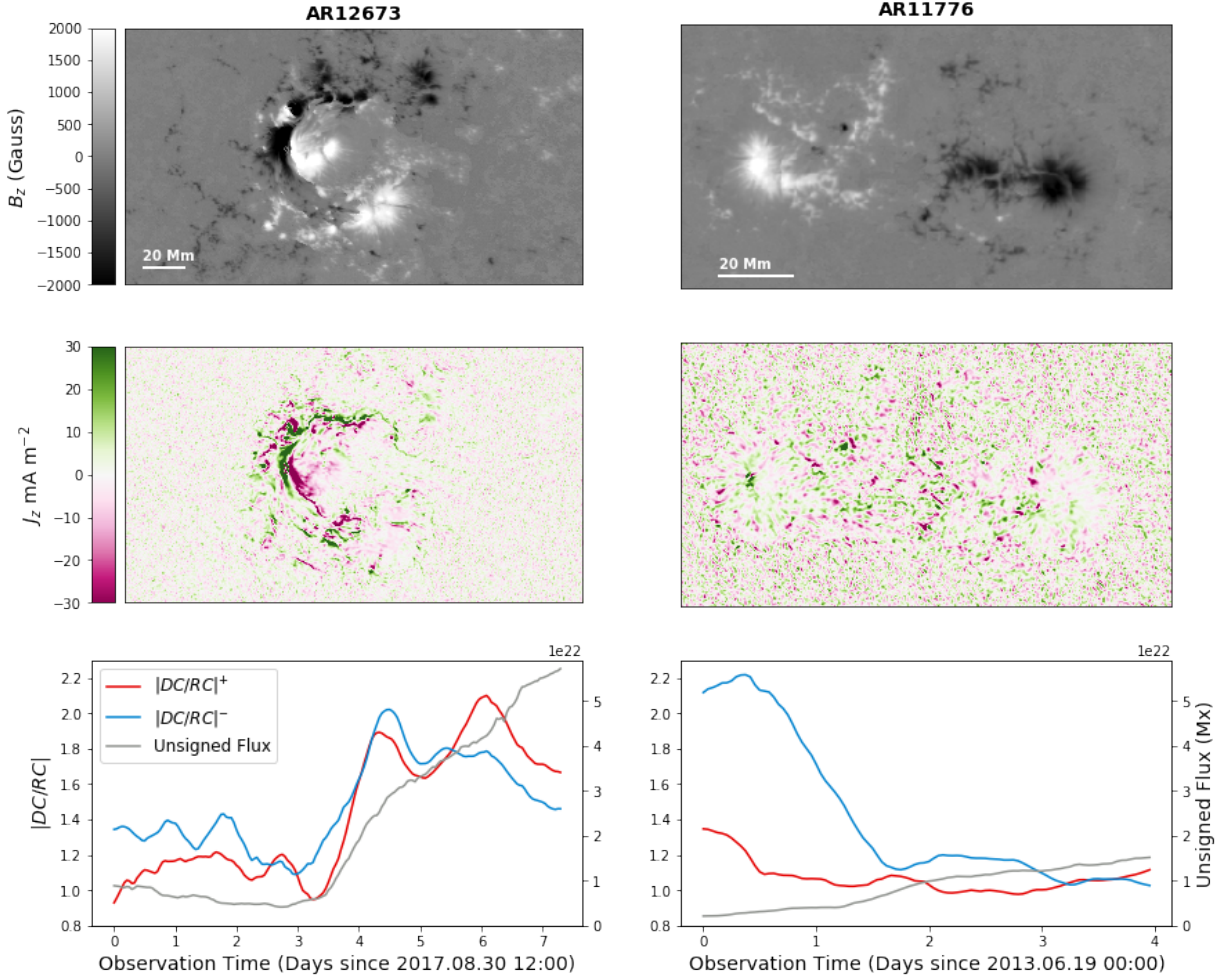 AR12673
AR11776
2000
1500
1000
500
0
−500
−1000
−1500
−2000
B_z (Gauss)
20 Mm
20 Mm
30
20
10
0
−10
−20
−30
J_z mA m⁻²
1e22
1e22
2.2
2.0
1.8
1.6
1.4
1.2
1.0
0.8
|DC/RC|
|DC/RC|⁺
|DC/RC|⁻
Unsigned Flux
5
4
3
2
1
0
0 1 2 3 4 5 6 7
Observation Time (Days since 2017.08.30 12:00)
2.2
2.0
1.8
1.6
1.4
1.2
1.0
0.8
5
4
3
2
1
0
Unsigned Flux (Mx)
0 1 2 3 4
Observation Time (Days since 2013.06.19 00:00)